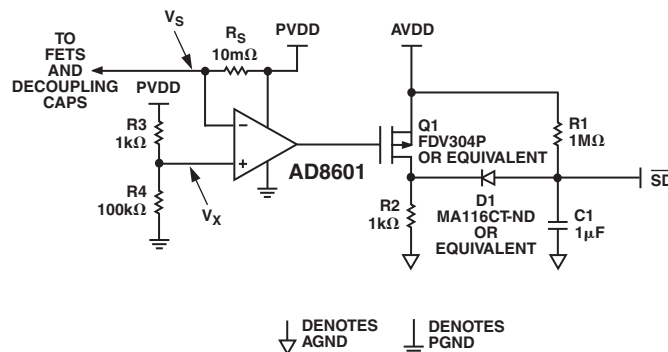 V_S
R_S
10mΩ
PVDD
AVDD
TO
FETS
AND
DECOUPLING
CAPS
PVDD
R3
1kΩ
R4
100kΩ
V_X
−
+
AD8601
Q1
FDV304P
OR EQUIVALENT
R1
1MΩ
R2
1kΩ
D1
MA116CT-ND
OR
EQUIVALENT
C1
1µF
DENOTES
AGND
DENOTES
PGND